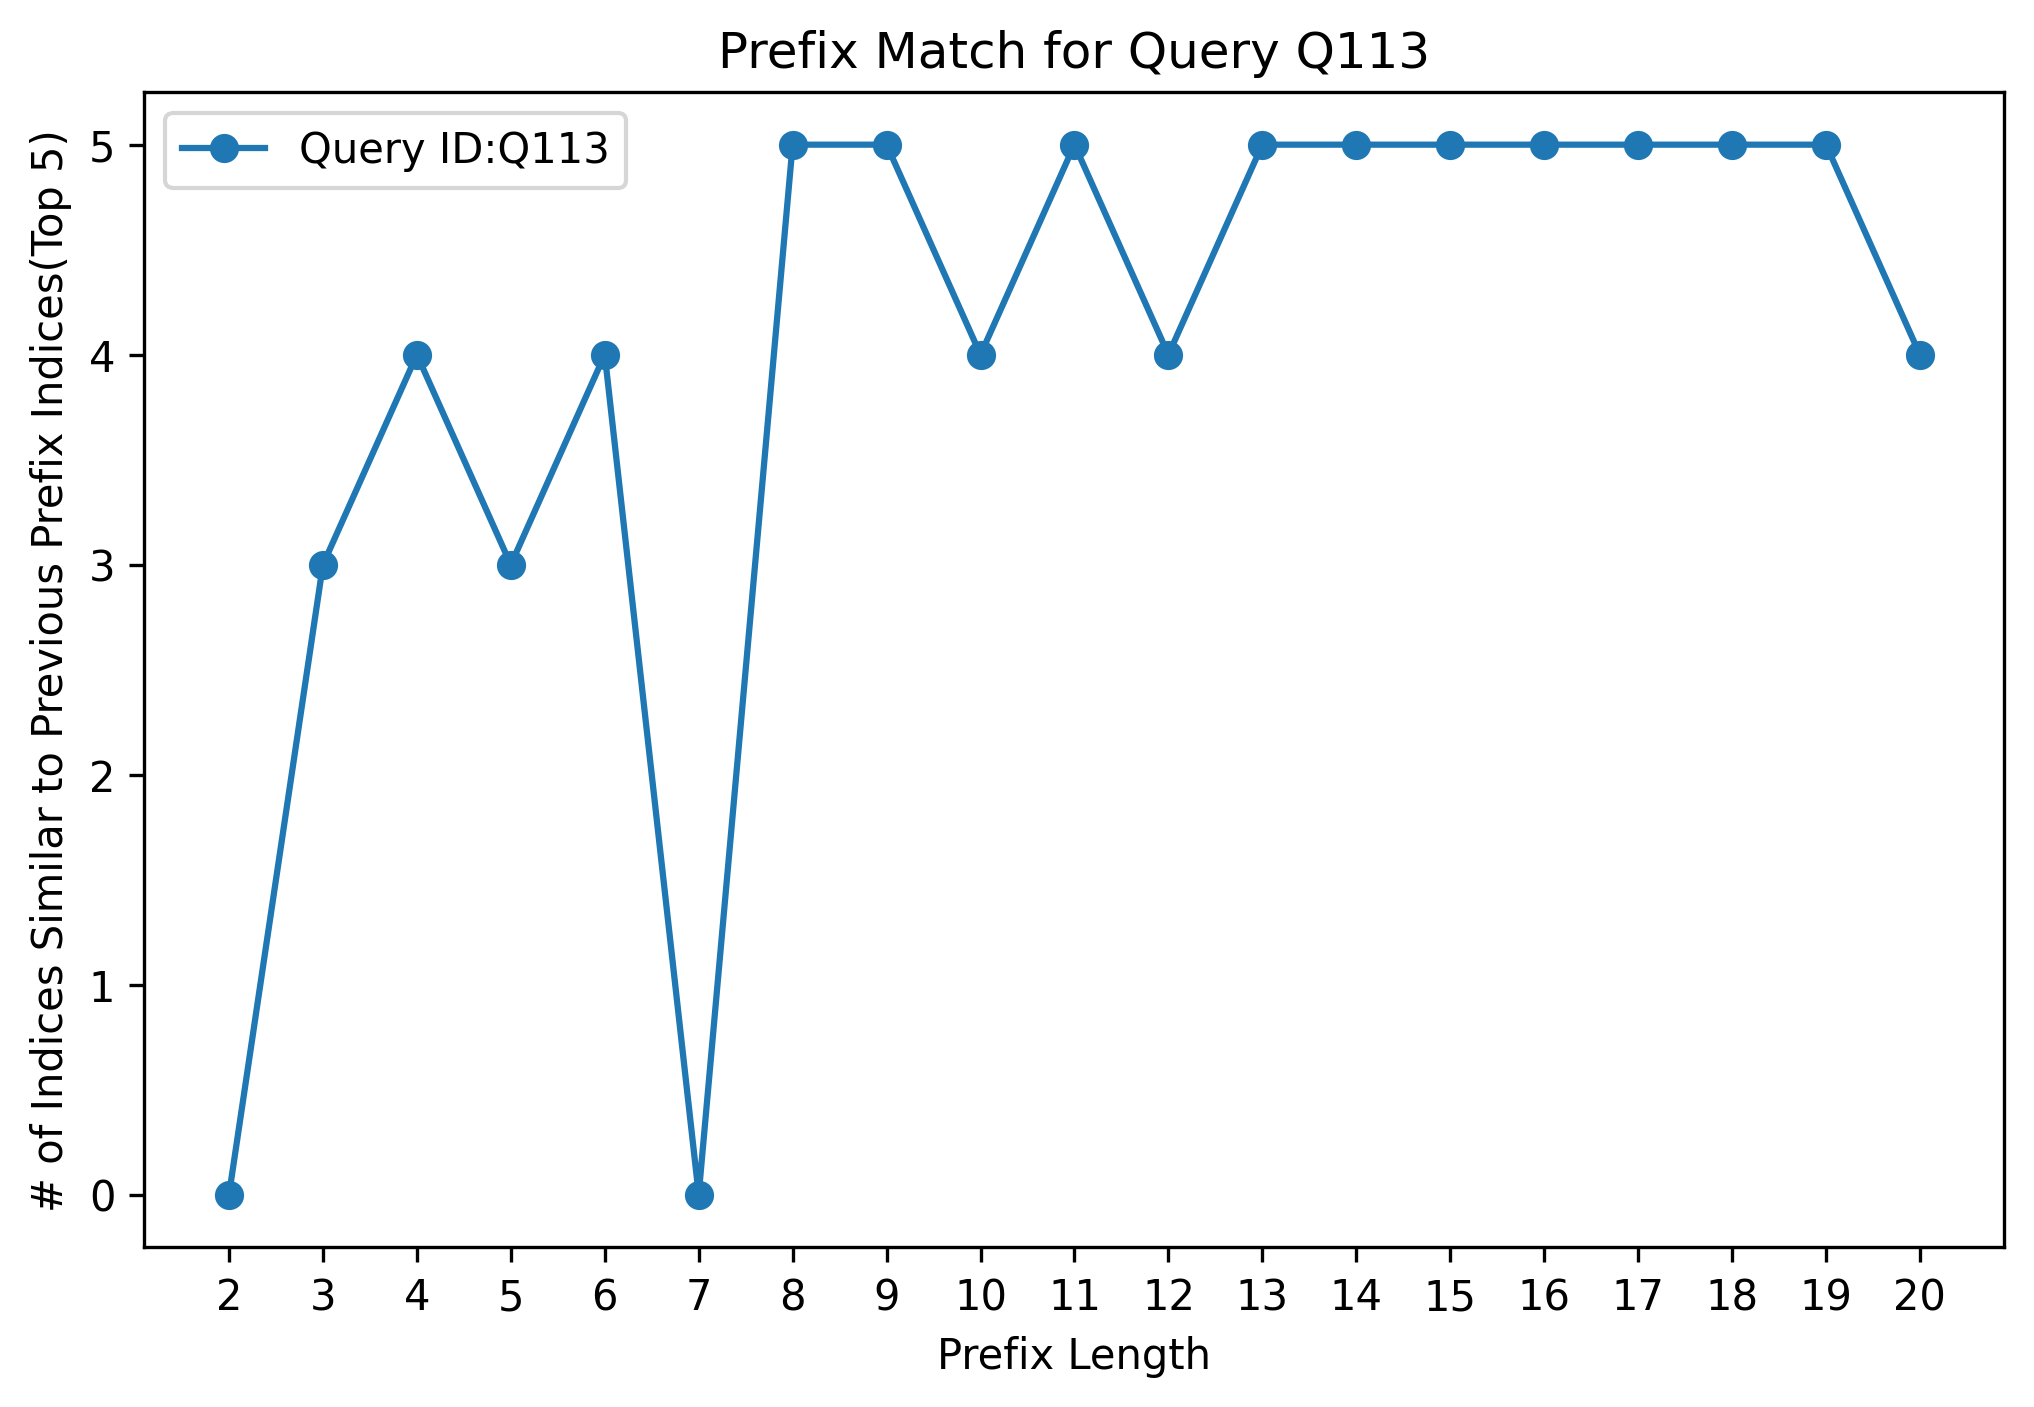 Prefix Match for Query Q113
Query ID:Q113
# of Indices Similar to Previous Prefix Indices(Top 5)
5
4
3
2
1
0
2 3 4 5 6 7 8 9 10 11 12 13 14 15 16 17 18 19 20
Prefix Length